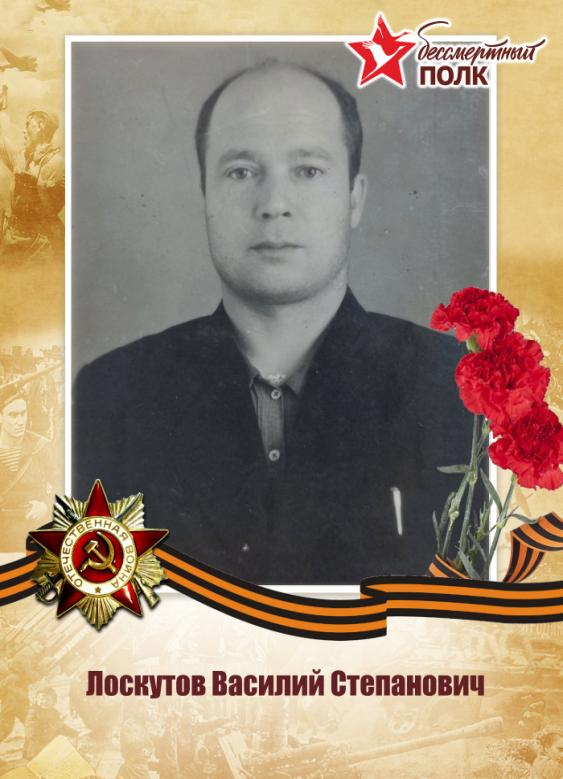 бессмертный
ПОЛК
ОТЕЧЕСТВЕННАЯ ВОЙНА
Лоскутов Василий Степанович